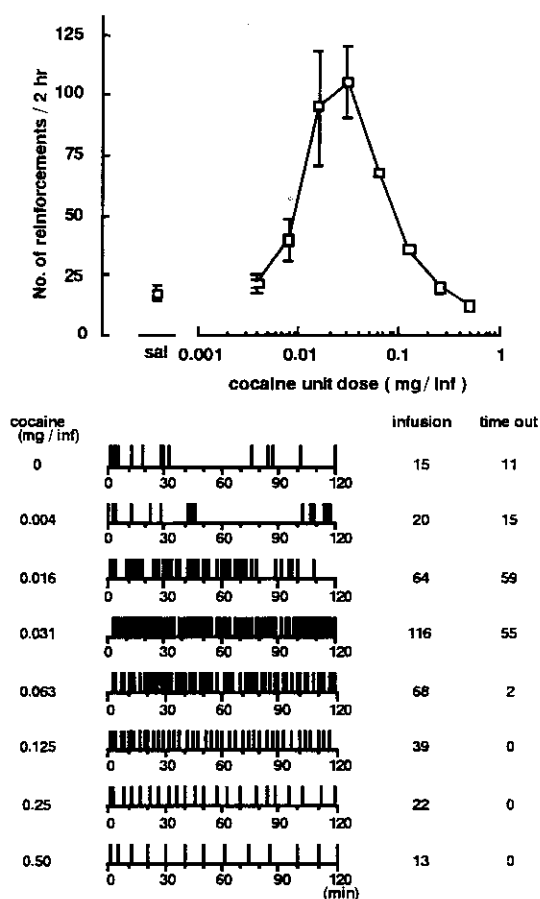 125
100
75
50
25
0
No. of reinforcements / 2 hr
sal 0.001 0.01 0.1 1
cocaine unit dose ( mg / Inf )
cocaine infusion time out
(mg / inf)
0 15 11
0 30 60 90 120
0.004 20 15
0 30 60 90 120
0.016 64 59
0 30 60 90 120
0.031 116 55
0 30 60 90 120
0.063 68 2
0 30 60 90 120
0.125 39 0
0 30 60 90 120
0.25 22 0
0 30 60 90 120
0.50 13 0
0 30 60 90 120
(min)